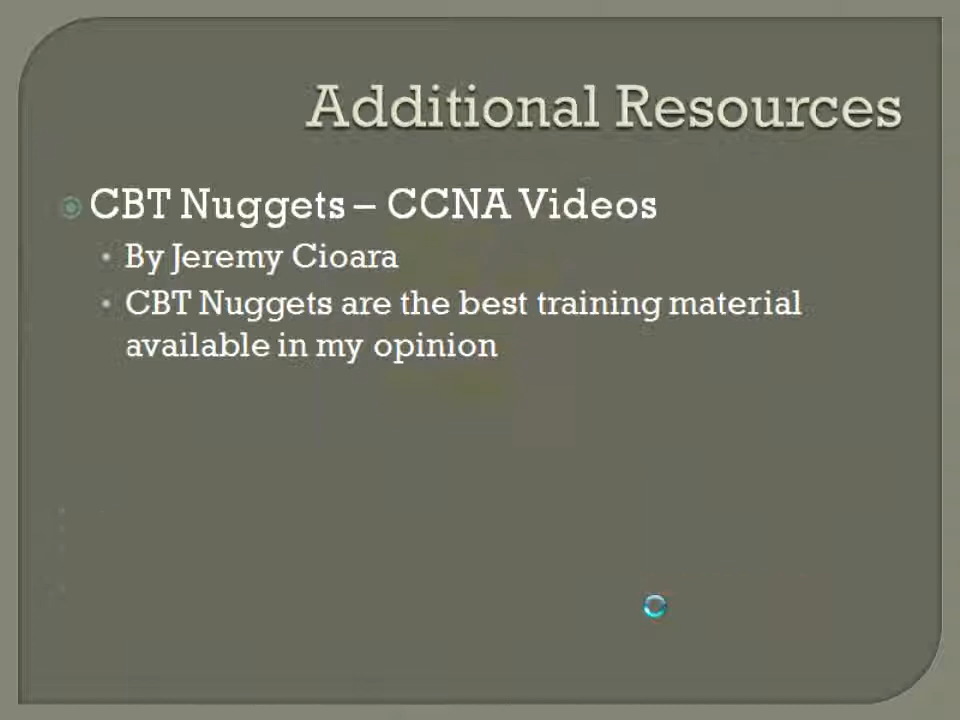 Additional Resources
CBT Nuggets – CCNA Videos
By Jeremy Cioara
CBT Nuggets are the best training material
available in my opinion